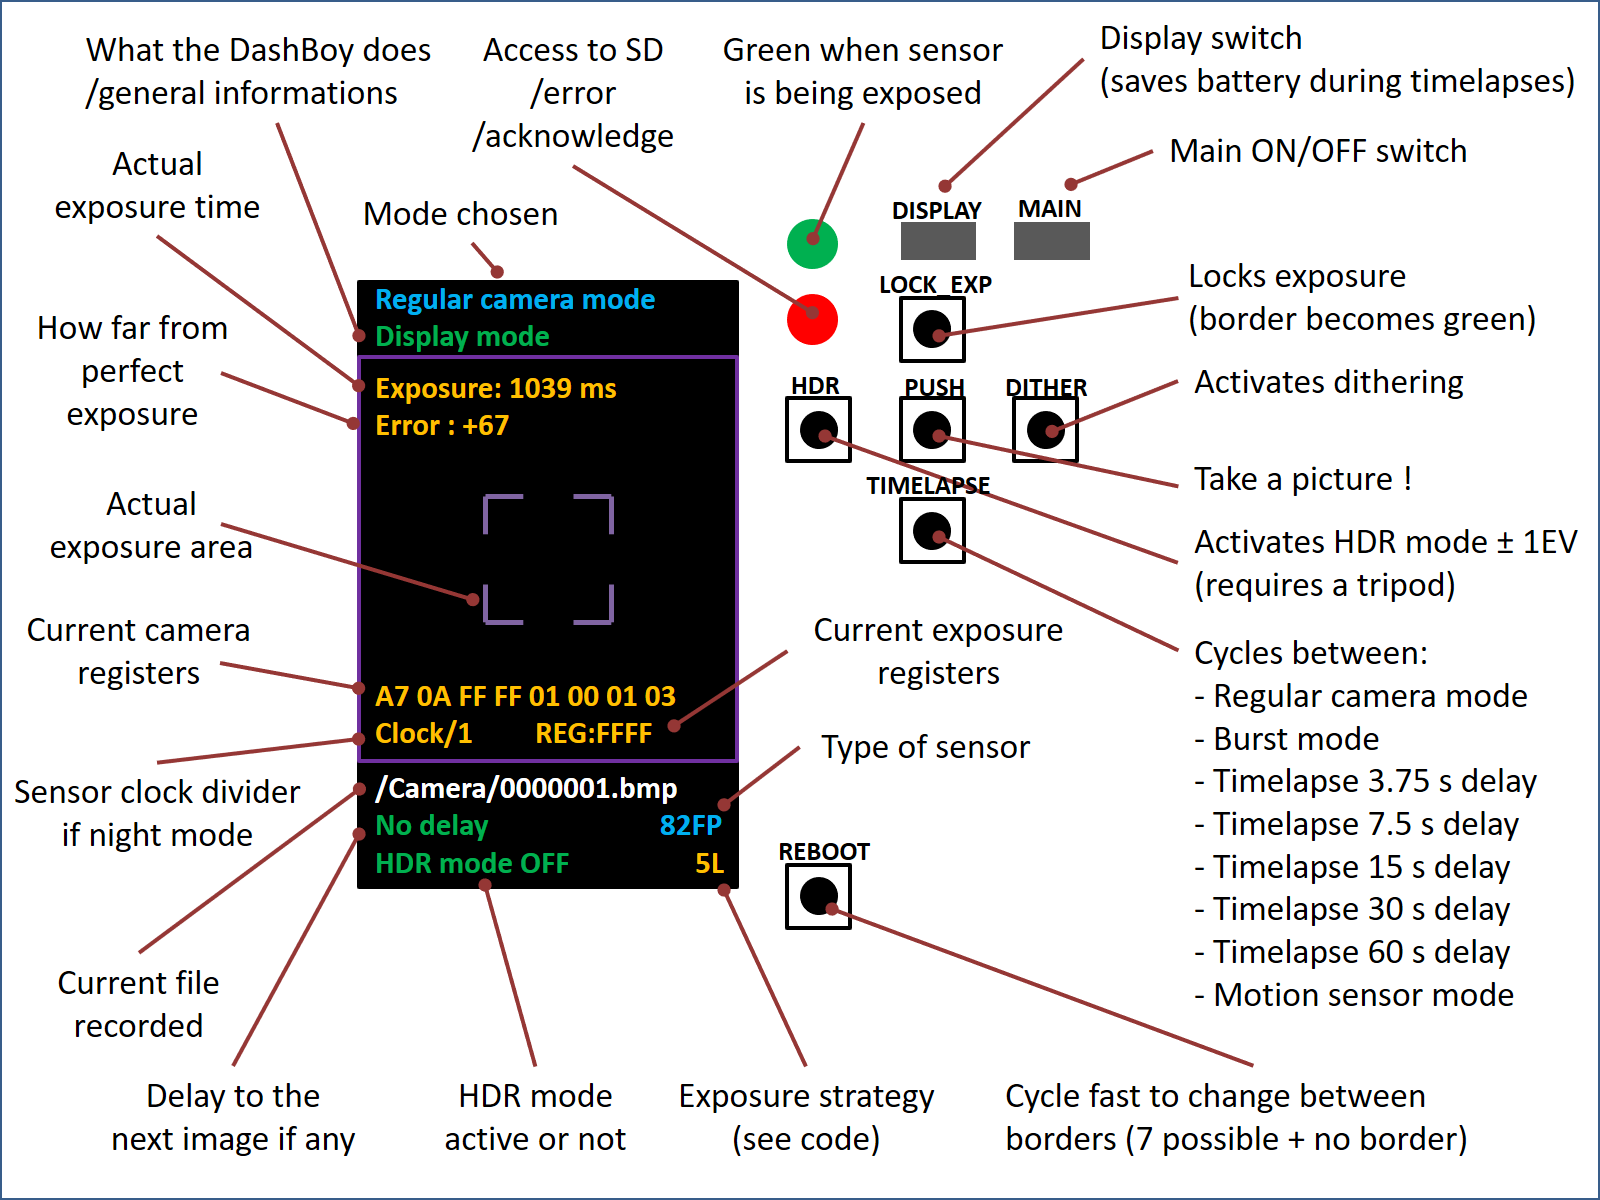 What the DashBoy does
/general informations
Access to SD
/error
/acknowledge
Green when sensor
is being exposed
Display switch
(saves battery during timelapses)
Main ON/OFF switch
Actual
exposure time
Mode chosen
DISPLAY
MAIN
LOCK_EXP
Locks exposure
(border becomes green)
How far from
perfect
exposure
Regular camera mode
Display mode
Exposure: 1039 ms
Error : +67
HDR
PUSH
DITHER
Activates dithering
Take a picture !
TIMELAPSE
Actual
exposure area
Activates HDR mode ± 1EV
(requires a tripod)
Current camera
registers
Current exposure
registers
Cycles between:
- Regular camera mode
- Burst mode
- Timelapse 3.75 s delay
- Timelapse 7.5 s delay
- Timelapse 15 s delay
- Timelapse 30 s delay
- Timelapse 60 s delay
- Motion sensor mode
A7 0A FF FF 01 00 01 03
Clock/1 REG:FFFF
Type of sensor
Sensor clock divider
if night mode
/Camera/0000001.bmp
No delay 82FP
HDR mode OFF 5L
REBOOT
Current file
recorded
Delay to the
next image if any
HDR mode
active or not
Exposure strategy
(see code)
Cycle fast to change between
borders (7 possible + no border)